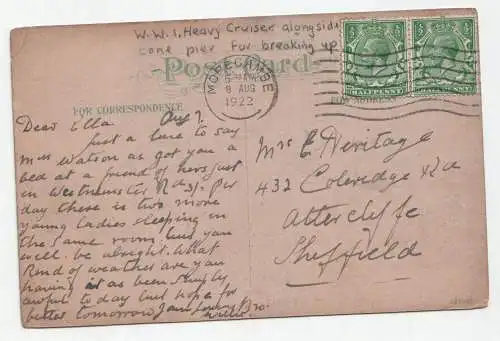 W.W.1, Heavy Cruiser alongside
cone pier for breaking up
Post Card
MORECAMBE
8 AUG
1922
HALFPENNY
HALFPENNY
FOR CORRESPONDENCE
FOR ADDRESS
Dear Ella Aug 7.
Just a line to say
Miss Watson as got you a
bed at a friend of hers just
in Westminster Rd 3/- Per
day there is two more
young ladies sleeping in
the same room but you
will be alright. What
Kind of weather are you
having it as been simply
awful to day but hope for
better tomorrow
Mrs E Heritage
432 Coleridge Rd
Attercliffe
Sheffield